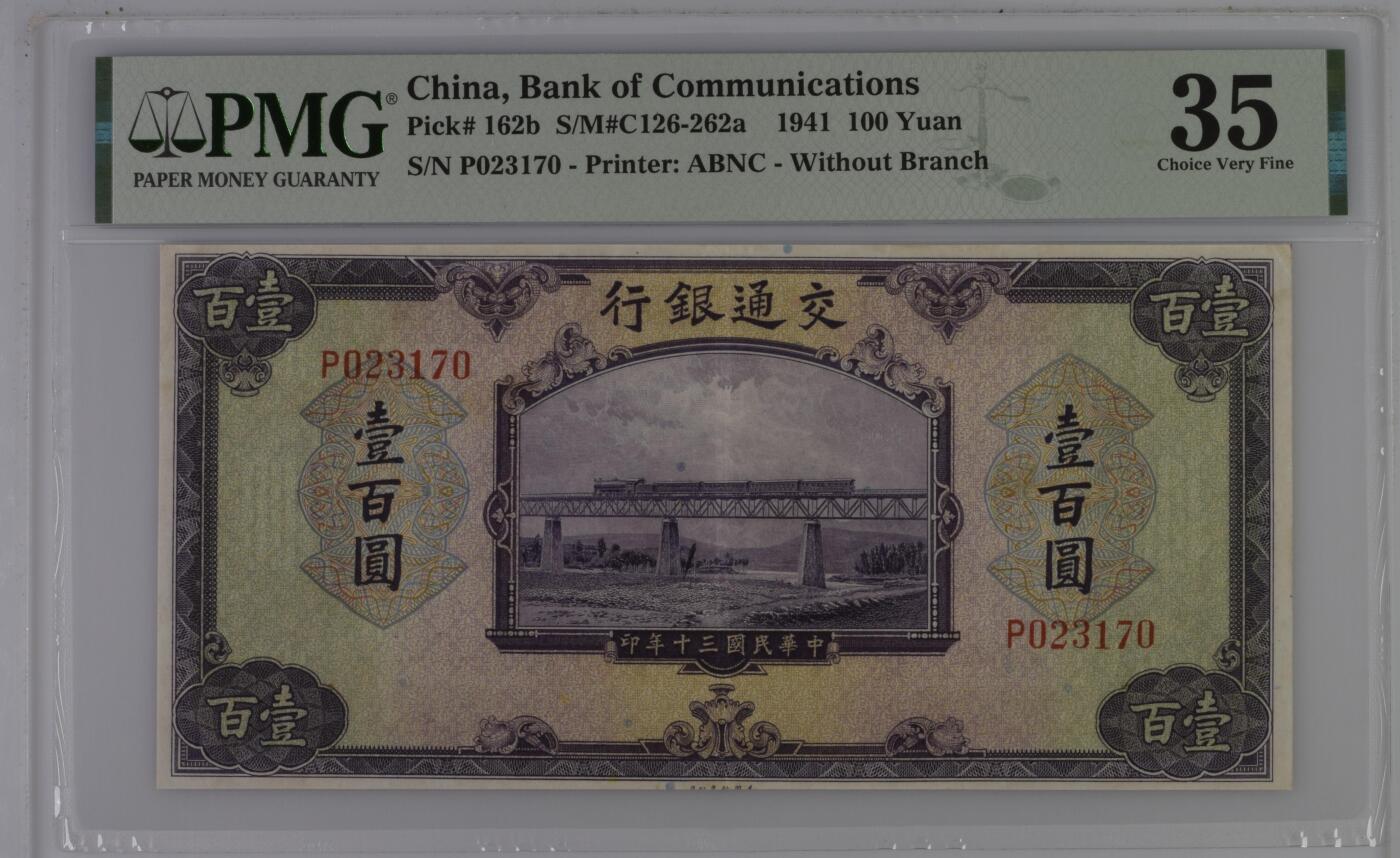 PMG®
PAPER MONEY GUARANTY
China, Bank of Communications
Pick# 162b S/M#C126-262a 1941 100 Yuan
S/N P023170 - Printer: ABNC - Without Branch
35
Choice Very Fine
百壹
行銀通交
百壹
P023170
壹百圓
壹百圓
P023170
印年十三國民華中
百壹
百壹